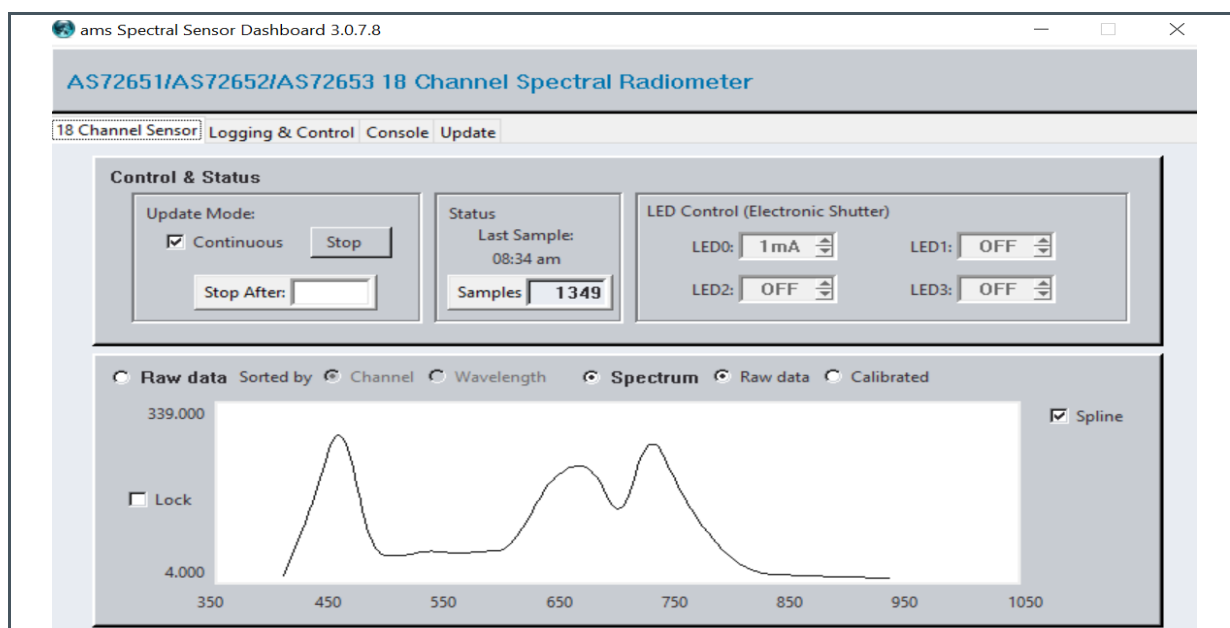 ams Spectral Sensor Dashboard 3.0.7.8
AS72651/AS72652/AS72653 18 Channel Spectral Radiometer
18 Channel Sensor Logging & Control Console Update
Control & Status
Update Mode:
Continuous Stop
Stop After:
Status
Last Sample:
08:34 am
Samples 1349
LED Control (Electronic Shutter)
LED0: 1mA LED1: OFF
LED2: OFF LED3: OFF
Raw data Sorted by Channel Wavelength Spectrum Raw data Calibrated
339.000
Spline
Lock
4.000
350 450 550 650 750 850 950 1050